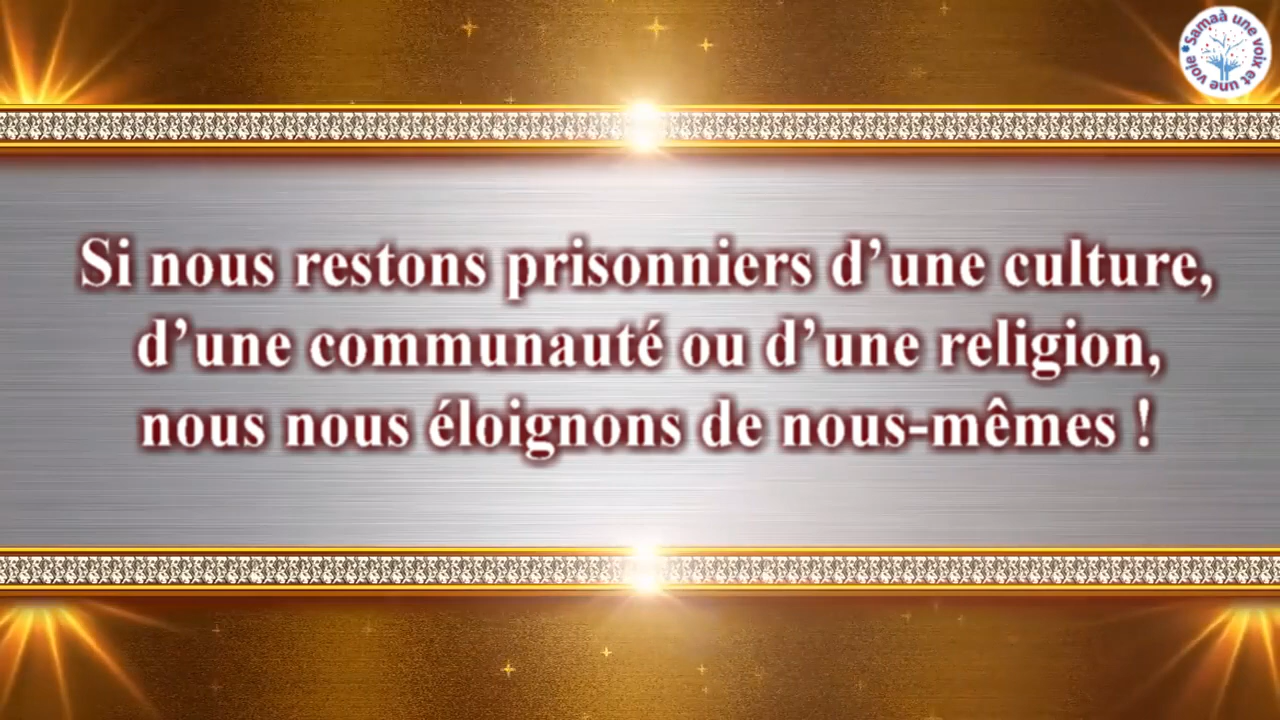 Samaà une voix et une voie
Si nous restons prisonniers d’une culture,
d’une communauté ou d’une religion,
nous nous éloignons de nous-mêmes !